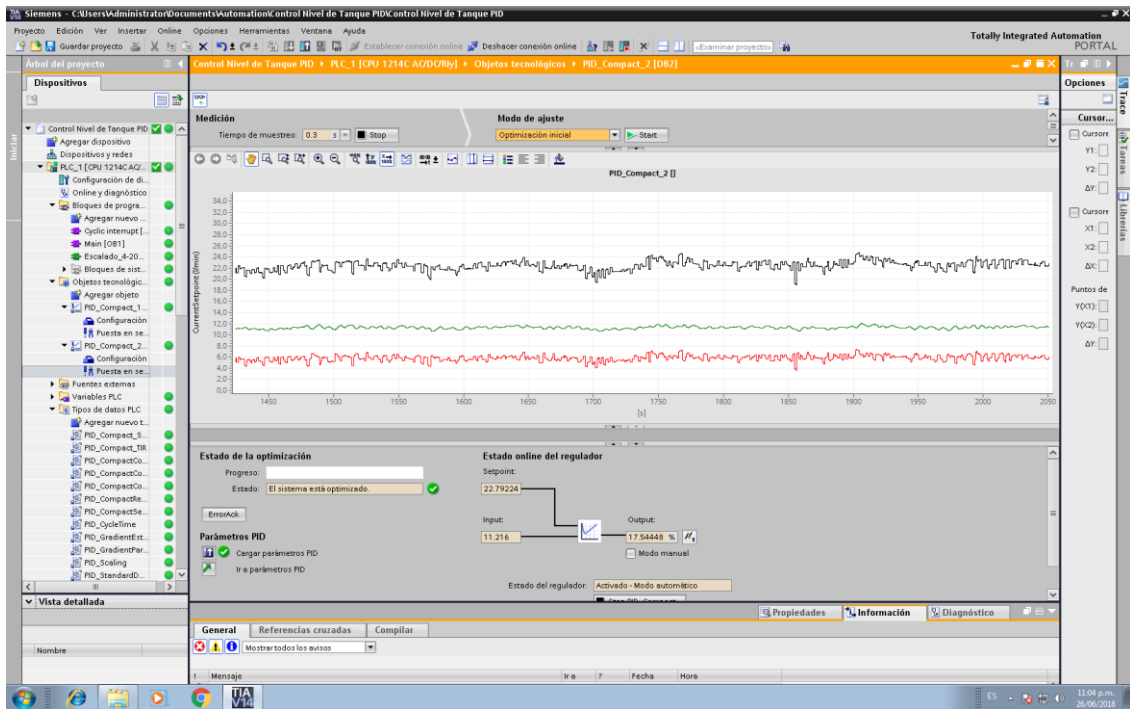 Siemens - C:\Users\Administrator\Documents\Automation\Control Nivel de Tanque PID\Control Nivel de Tanque PID
Proyecto Edición Ver Insertar Online Opciones Herramientas Ventana Ayuda
Totally Integrated Automation
PORTAL
Guardar proyecto Establecer conexión online Deshacer conexión online <Examinar proyecto>
Árbol del proyecto
Control Nivel de Tanque PID PLC_1 [CPU 1214C AC/DC/Rly] Objetos tecnológicos PID_Compact_2 [DB2]
Tr
Dispositivos
Opciones
Iniciar
Control Nivel de Tanque PID
Agregar dispositivo
Dispositivos y redes
PLC_1 [CPU 1214C AC/...
Configuración de di...
Online y diagnóstico
Bloques de progra...
Agregar nuevo ...
Cyclic interrupt [...
Main [OB1]
Escalado_4-20...
Bloques de sist...
Objetos tecnológic...
Agregar objeto
PID_Compact_1...
Configuración
Puesta en se...
PID_Compact_2...
Configuración
Puesta en se...
Fuentes externas
Variables PLC
Tipos de datos PLC
Agregar nuevo t...
PID_Compact_S...
PID_Compact_TIR
PID_CompactCo...
PID_CompactCo...
PID_CompactCo...
PID_CompactRe...
PID_CompactSe...
PID_CycleTime
PID_GradientEst...
PID_GradientPar...
PID_Scaling
PID_StandardD...
Vista detallada
Nombre
Medición
Tiempo de muestreo: 0.3 s Stop
Modo de ajuste
Optimización inicial Start
PID_Compact_2 []
CurrentSetpoint (l/min)
34,0
32,0
30,0
28,0
26,0
24,0
22,0
20,0
18,0
16,0
14,0
12,0
10,0
8,0
6,0
4,0
2,0
0,0
1450 1500 1550 1600 1650 1700 1750 1800 1850 1900 1950 2000 2050
[s]
Estado de la optimización
Progreso:
Estado: El sistema está optimizado.
ErrorAck
Parámetros PID
Cargar parámetros PID
Ir a parámetros PID
Estado online del regulador
Setpoint:
22.79224
Input: Output:
11.216 17.54448 %
Modo manual
Estado del regulador: Activado - Modo automático
Stop PID_Compact
Propiedades Información Diagnóstico
General Referencias cruzadas Compilar
Mostrar todos los avisos
! Mensaje Ir a ? Fecha Hora
Cursor...
Cursore
Y1:
Y2:
ΔY:
Cursore
X1:
X2:
ΔX:
Puntos de
Y(X1):
Y(X2):
ΔY:
Trace
Tareas
Librerías
TIA
V14
ES
11:04 p.m.
26/06/2018